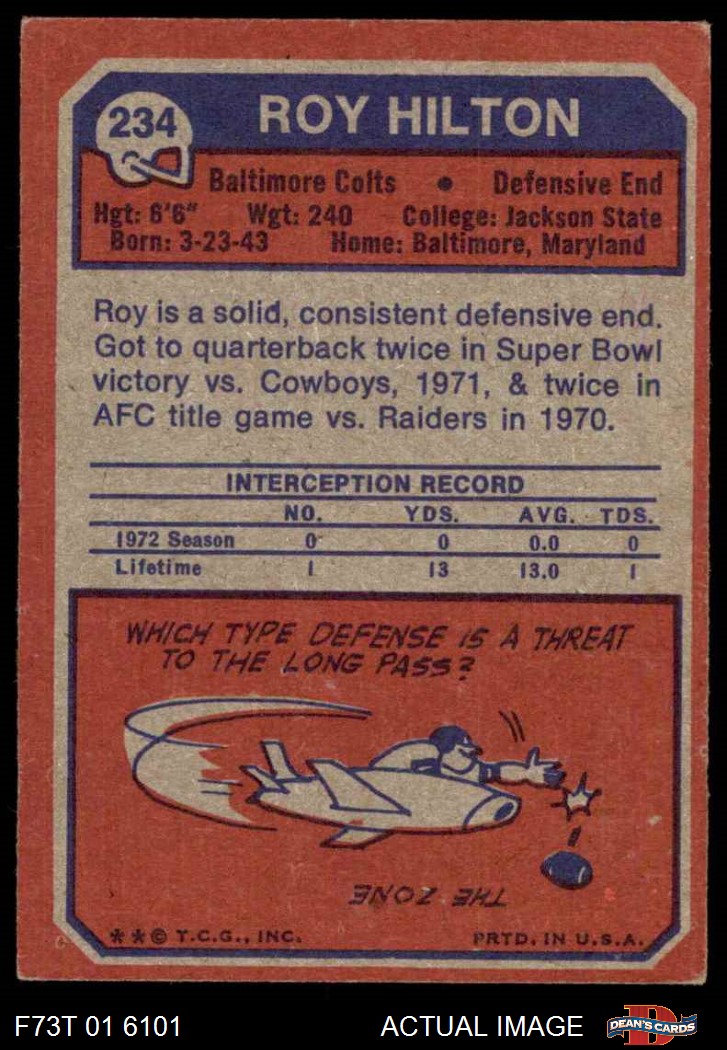 234
ROY HILTON
Baltimore Colts • Defensive End
Hgt: 6'6" Wgt: 240 College: Jackson State
Born: 3-23-43 Home: Baltimore, Maryland
Roy is a solid, consistent defensive end.
Got to quarterback twice in Super Bowl
victory vs. Cowboys, 1971, & twice in
AFC title game vs. Raiders in 1970.
INTERCEPTION RECORD
NO. YDS. AVG. TDS.
1972 Season 0 0 0.0 0
Lifetime 1 13 13.0 1
WHICH TYPE DEFENSE IS A THREAT
TO THE LONG PASS?
THE ZONE
**© T.C.G., INC. PRTD. IN U.S.A.
F73T 01 6101 ACTUAL IMAGE DEAN'S CARDS